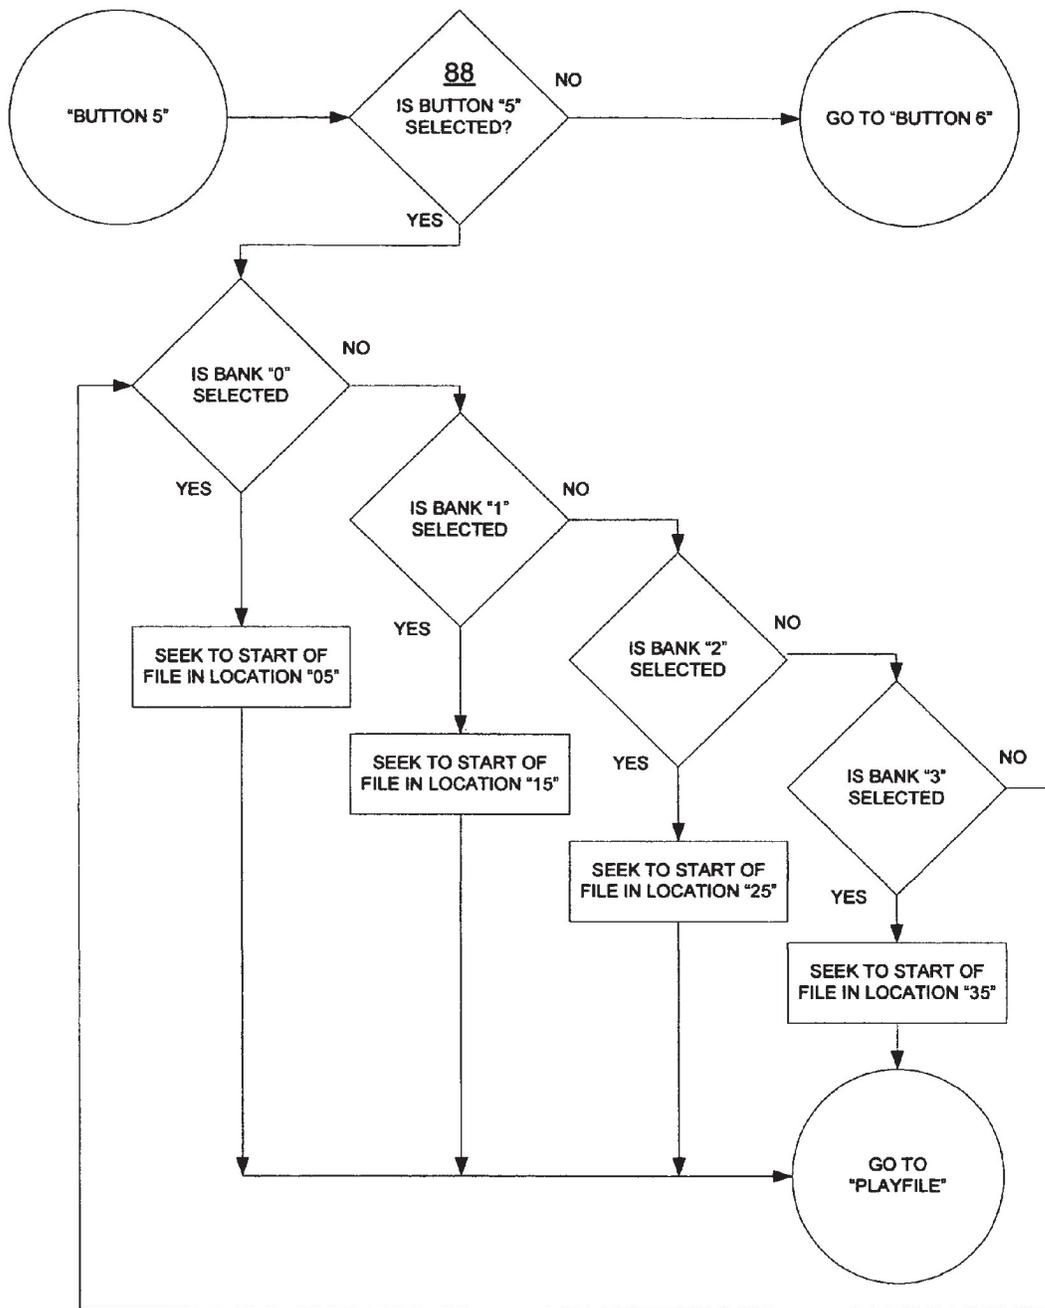 "BUTTON 5"
88
IS BUTTON "5"
SELECTED?
NO
GO TO "BUTTON 6"
YES
IS BANK "0"
SELECTED
NO
YES
IS BANK "1"
SELECTED
NO
YES
IS BANK "2"
SELECTED
NO
YES
IS BANK "3"
SELECTED
NO
YES
SEEK TO START OF
FILE IN LOCATION "05"
SEEK TO START OF
FILE IN LOCATION "15"
SEEK TO START OF
FILE IN LOCATION "25"
SEEK TO START OF
FILE IN LOCATION "35"
GO TO
"PLAYFILE"